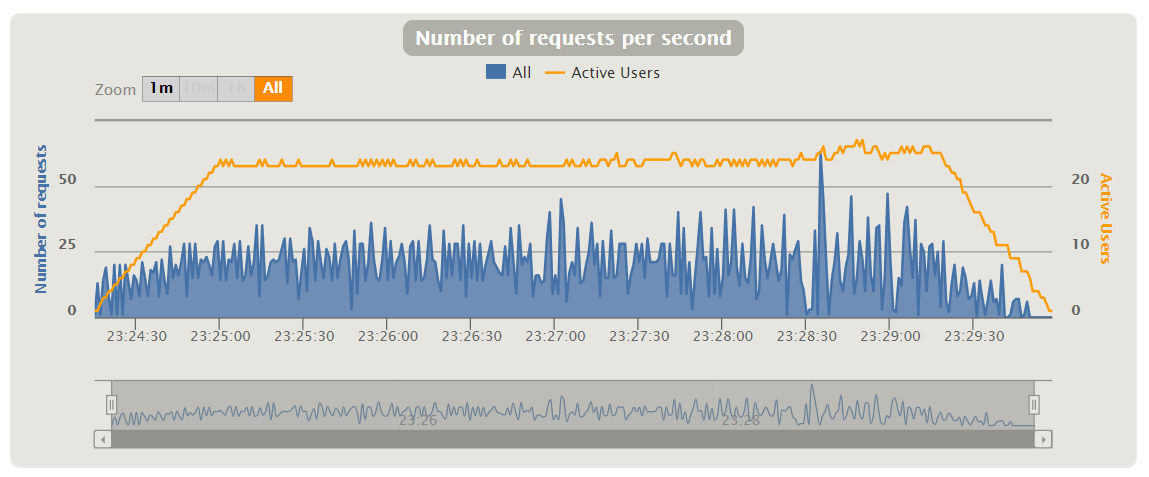 Number of requests per second
All Active Users
Zoom 1m 10m 1h All
Number of requests
50
25
0
Active Users
20
10
0
23:24:30 23:25:00 23:25:30 23:26:00 23:26:30 23:27:00 23:27:30 23:28:00 23:28:30 23:29:00 23:29:30
23:26 23:28